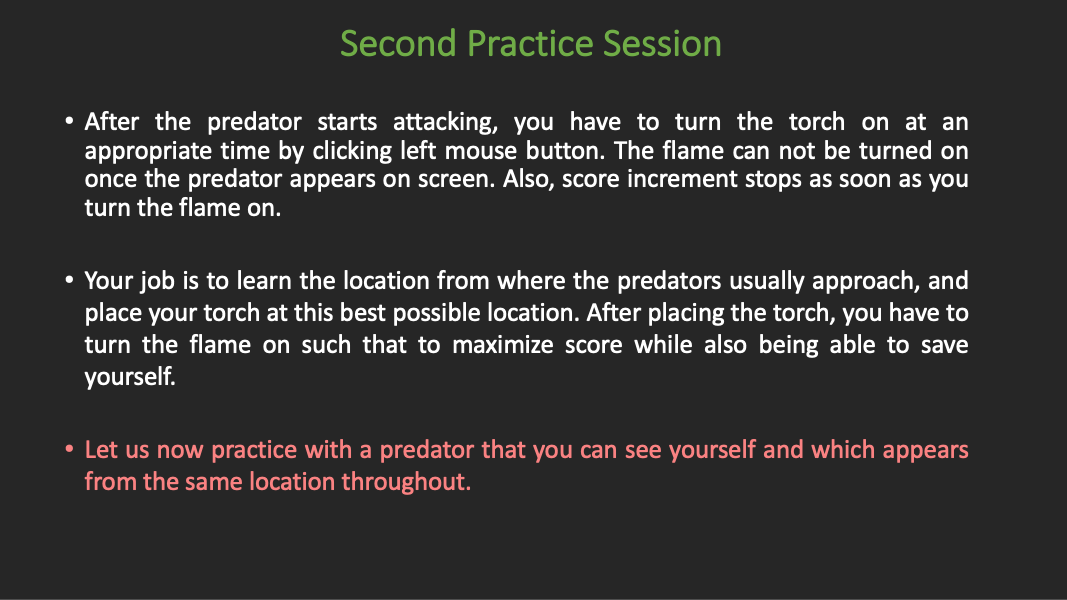 Second Practice Session
• After the predator starts attacking, you have to turn the torch on at an
appropriate time by clicking left mouse button. The flame can not be turned on
once the predator appears on screen. Also, score increment stops as soon as you
turn the flame on.
• Your job is to learn the location from where the predators usually approach, and
place your torch at this best possible location. After placing the torch, you have to
turn the flame on such that to maximize score while also being able to save
yourself.
• Let us now practice with a predator that you can see yourself and which appears
from the same location throughout.